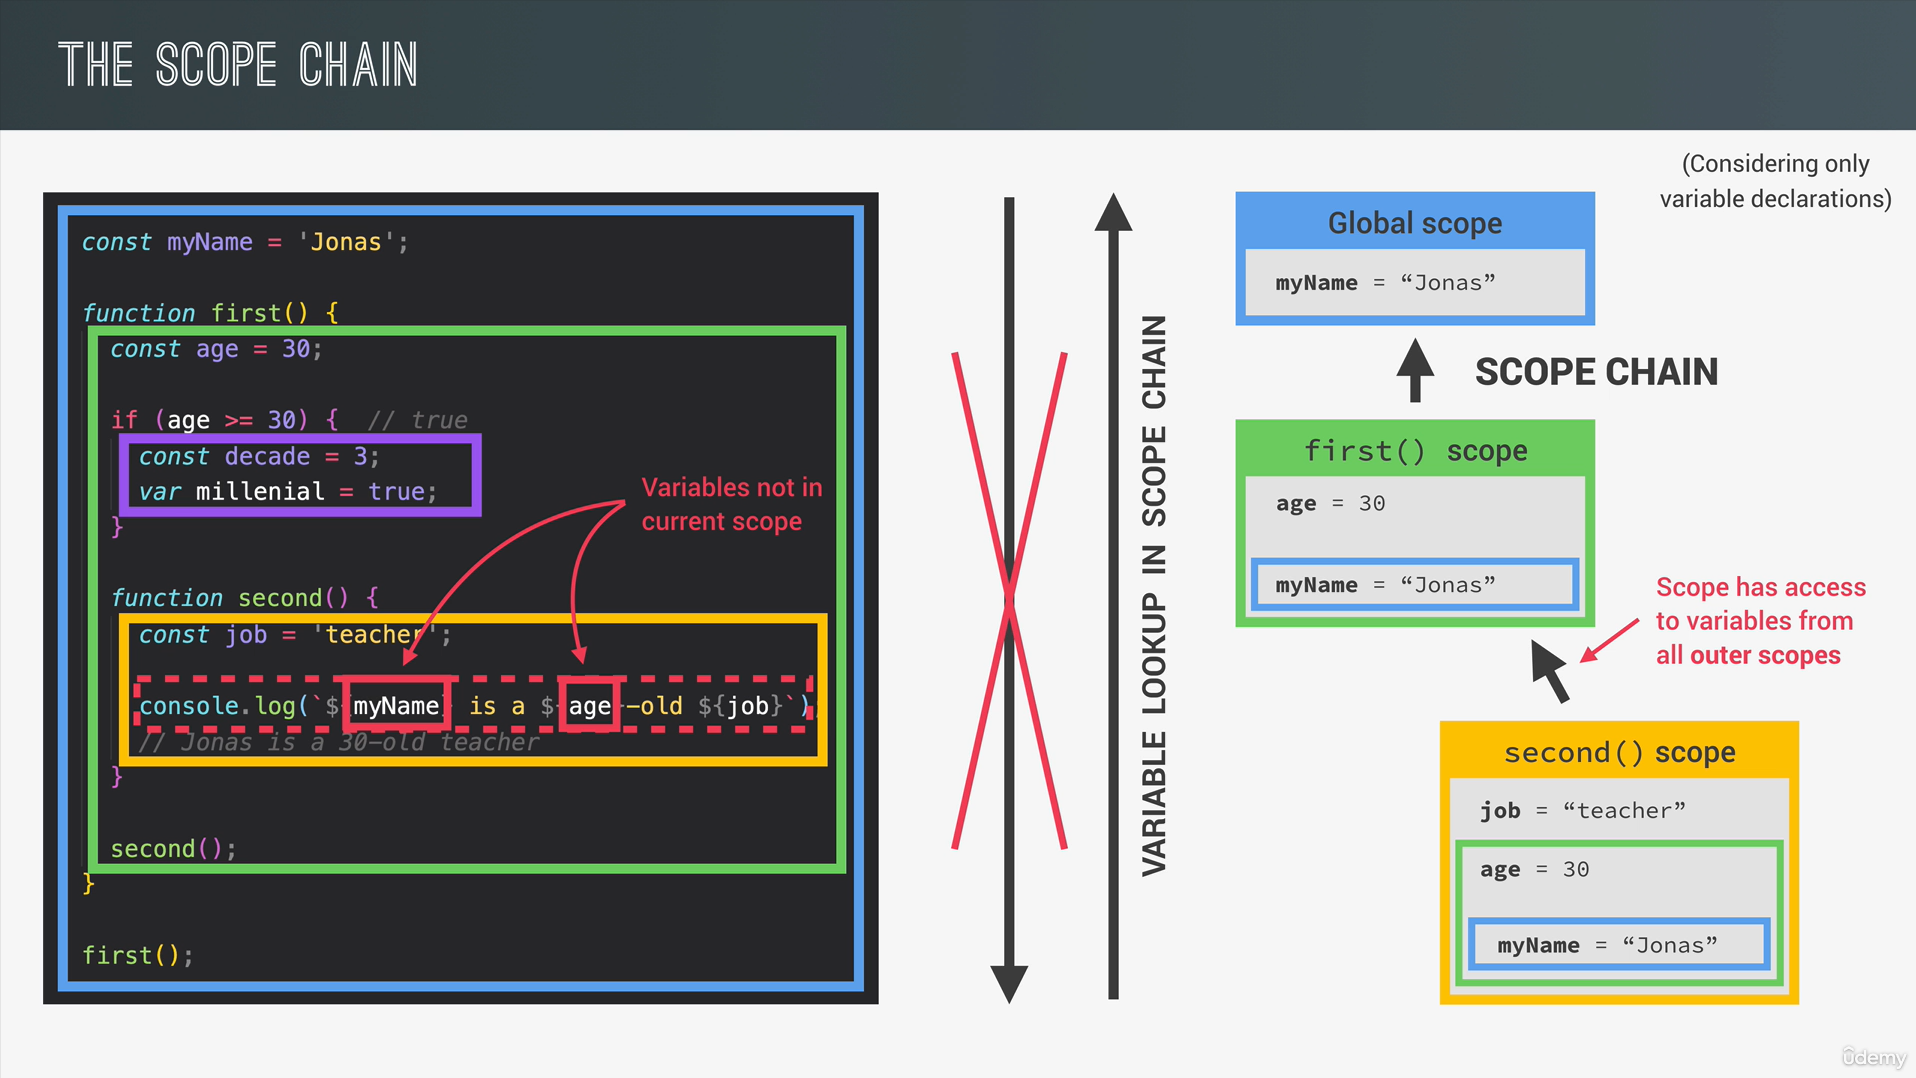 THE SCOPE CHAIN
const myName = 'Jonas';
function first() {
const age = 30;
if (age >= 30) { // true
const decade = 3;
var millenial = true;
}
function second() {
const job = 'teacher';
console.log(`${myName} is a ${age}-old ${job}`);
// Jonas is a 30-old teacher
}
second();
}
first();
Variables not in
current scope
VARIABLE LOOKUP IN SCOPE CHAIN
(Considering only
variable declarations)
Global scope
myName = “Jonas”
SCOPE CHAIN
first() scope
age = 30
myName = “Jonas”
Scope has access
to variables from
all outer scopes
second() scope
job = “teacher”
age = 30
myName = “Jonas”
ûdemy